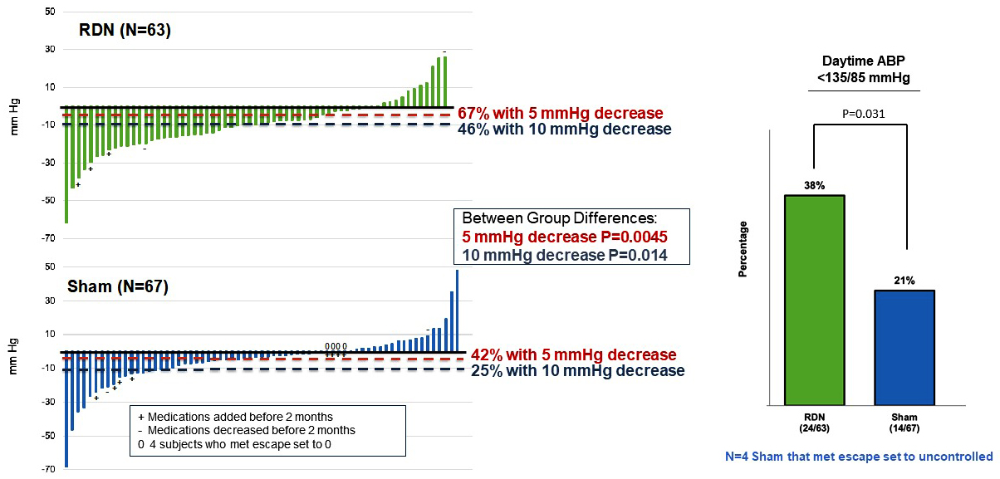 50
RDN (N=63)
30
10
-10
-30
-50
-70
mm Hg
-
+
+
+
-
67% with 5 mmHg decrease
46% with 10 mmHg decrease
Between Group Differences:
5 mmHg decrease P=0.0045
10 mmHg decrease P=0.014
50
Sham (N=67)
30
10
-10
-30
-50
-70
mm Hg
0000
++++
-
+
-
+
+
+
42% with 5 mmHg decrease
25% with 10 mmHg decrease
+ Medications added before 2 months
- Medications decreased before 2 months
0 4 subjects who met escape set to 0
Daytime ABP
<135/85 mmHg
P=0.031
38%
21%
Percentage
RDN
(24/63)
Sham
(14/67)
N=4 Sham that met escape set to uncontrolled